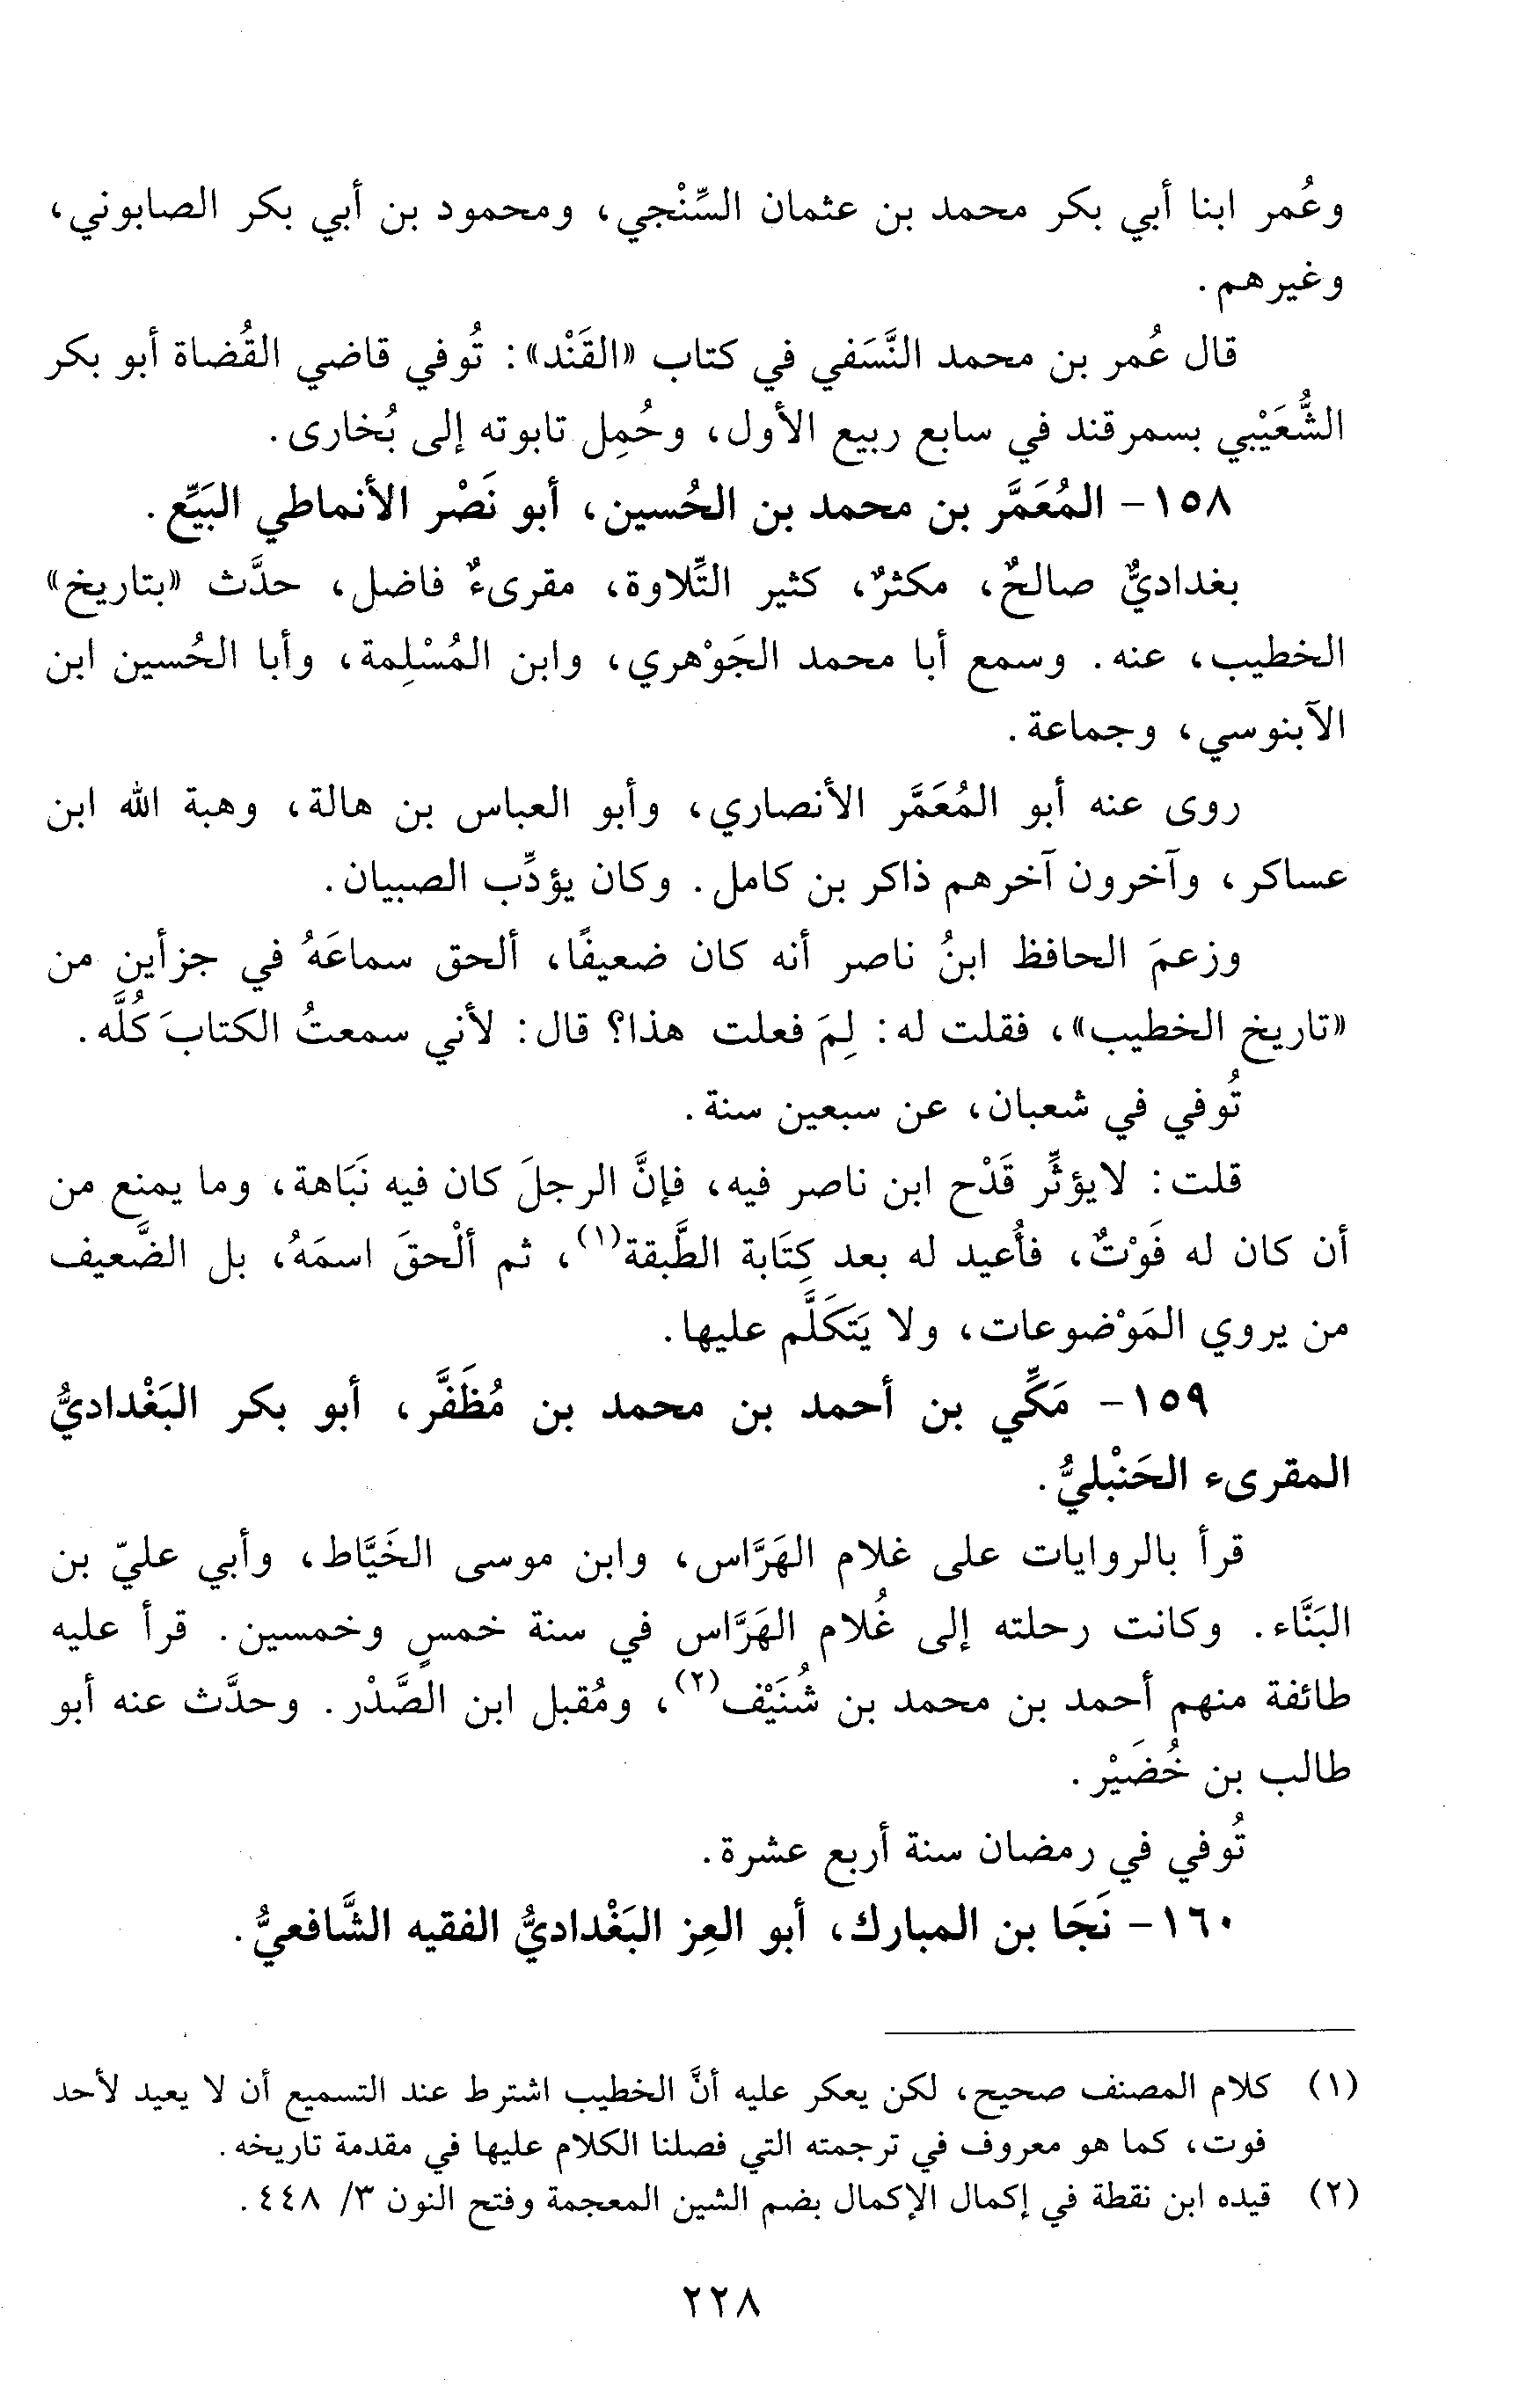 وعُمر ابنا أبي بكر محمد بن عثمان السِّنْجي، ومحمود بن أبي بكر الصابوني،
وغيرهم.
قال عُمر بن محمد النَّسَفي في كتاب «القَنْد»: تُوفي قاضي القُضاة أبو بكر
الشُّعَيْبي بسمرقند في سابع ربيع الأول، وحُمِل تابوته إلى بُخارى.
١٥٨- المُعَمَّر بن محمد بن الحُسين، أبو نَصْر الأنماطي البَيِّع.
بغداديٌّ صالحٌ، مكثرٌ، كثير التِّلاوة، مقرىءٌ فاضل، حدَّث «بتاريخ»
الخطيب، عنه. وسمع أبا محمد الجَوْهري، وابن المُسْلِمة، وأبا الحُسين ابن
الآبنوسي، وجماعة.
روى عنه أبو المُعَمَّر الأنصاري، وأبو العباس بن هالة، وهبة الله ابن
عساكر، وآخرون آخرهم ذاكر بن كامل. وكان يؤدِّب الصبيان.
وزعمَ الحافظ ابنُ ناصر أنه كان ضعيفًا، ألحق سماعَهُ في جزأين من
«تاريخ الخطيب»، فقلت له: لِمَ فعلت هذا؟ قال: لأني سمعتُ الكتابَ كُلَّه.
تُوفي في شعبان، عن سبعين سنة.
قلت: لايؤثِّر قَدْح ابن ناصر فيه، فإنَّ الرجلَ كان فيه نَبَاهة، وما يمنع من
أن كان له فَوْتٌ، فأُعيد له بعد كِتَابة الطَّبقة(١)، ثم ألْحقَ اسمَهُ، بل الضَّعيف
من يروي المَوْضوعات، ولا يَتَكَلَّم عليها.
١٥٩- مَكِّي بن أحمد بن محمد بن مُظَفَّر، أبو بكر البَغْداديُّ
المقرىء الحَنْبليُّ.
قرأ بالروايات على غلام الهَرَّاس، وابن موسى الخَيَّاط، وأبي عليّ بن
البَنَّاء. وكانت رحلته إلى غُلام الهَرَّاس في سنة خمسٍ وخمسين. قرأ عليه
طائفة منهم أحمد بن محمد بن شُنَيْف(٢)، ومُقبل ابن الصَّدْر. وحدَّث عنه أبو
طالب بن خُضَيْر.
تُوفي في رمضان سنة أربع عشرة.
١٦٠- نَجَا بن المبارك، أبو العِز البَغْداديُّ الفقيه الشَّافعيُّ.
(١) كلام المصنف صحيح، لكن يعكر عليه أنَّ الخطيب اشترط عند التسميع أن لا يعيد لأحد
فوت، كما هو معروف في ترجمته التي فصلنا الكلام عليها في مقدمة تاريخه.
(٢) قيده ابن نقطة في إكمال الإكمال بضم الشين المعجمة وفتح النون ٣/ ٤٤٨.
٢٢٨